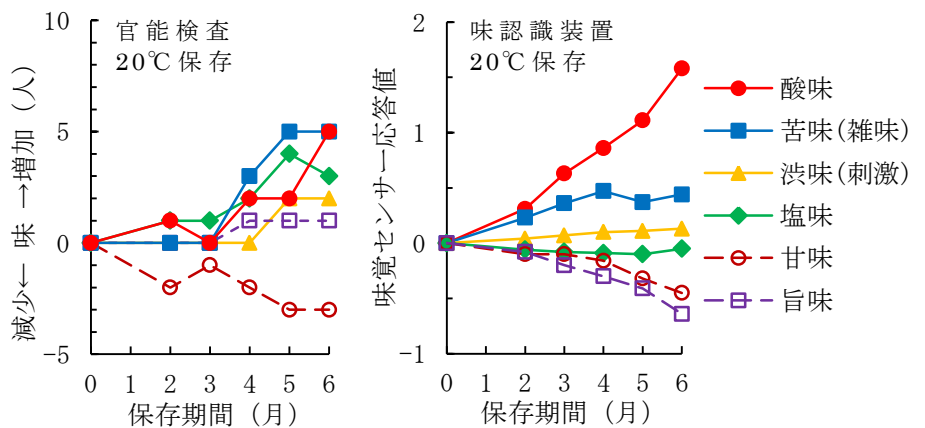 官能検査
20℃保存
減少← 味 →増加（人）
10
5
0
−5
0 1 2 3 4 5 6
保存期間（月）
味認識装置
20℃保存
味覚センサー応答値
2
1
0
−1
0 1 2 3 4 5 6
保存期間（月）
酸味
苦味(雑味)
渋味(刺激)
塩味
甘味
旨味